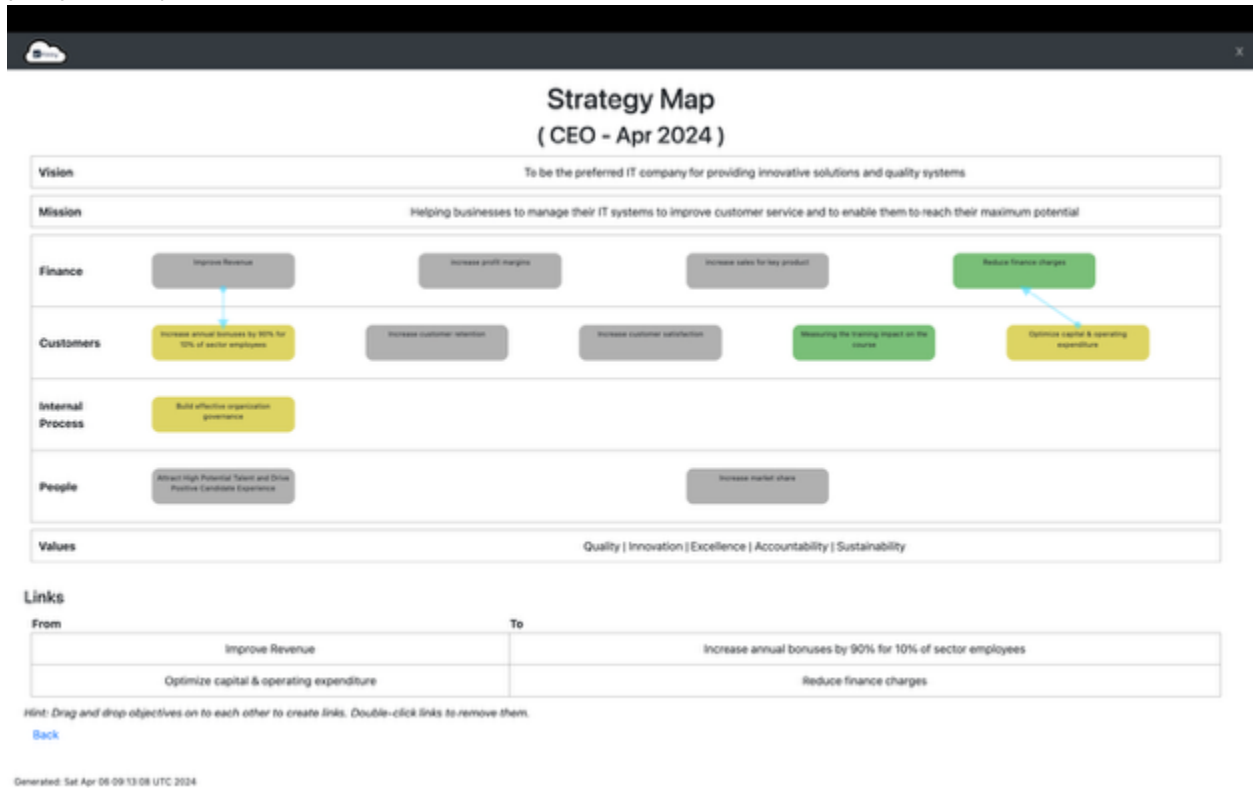 X
Strategy Map
( CEO - Apr 2024 )
Vision
To be the preferred IT company for providing innovative solutions and quality systems
Mission
Helping businesses to manage their IT systems to improve customer service and to enable them to reach their maximum potential
Finance
Improve Revenue
Increase profit margins
Increase sales for key product
Reduce finance charges
Customers
Increase annual bonuses by 90% for
10% of sector employees
Increase customer retention
Increase customer satisfaction
Measuring the training impact on the
course
Optimize capital & operating
expenditure
Internal
Process
Build effective organization
governance
People
Attract High Potential Talent and Drive
Positive Candidate Experience
Increase market share
Values
Quality | Innovation | Excellence | Accountability | Sustainability
Links
From
To
Improve Revenue
Increase annual bonuses by 90% for 10% of sector employees
Optimize capital & operating expenditure
Reduce finance charges
Hint: Drag and drop objectives on to each other to create links. Double-click links to remove them.
Back
Generated: Sat Apr 06 09:13:08 UTC 2024